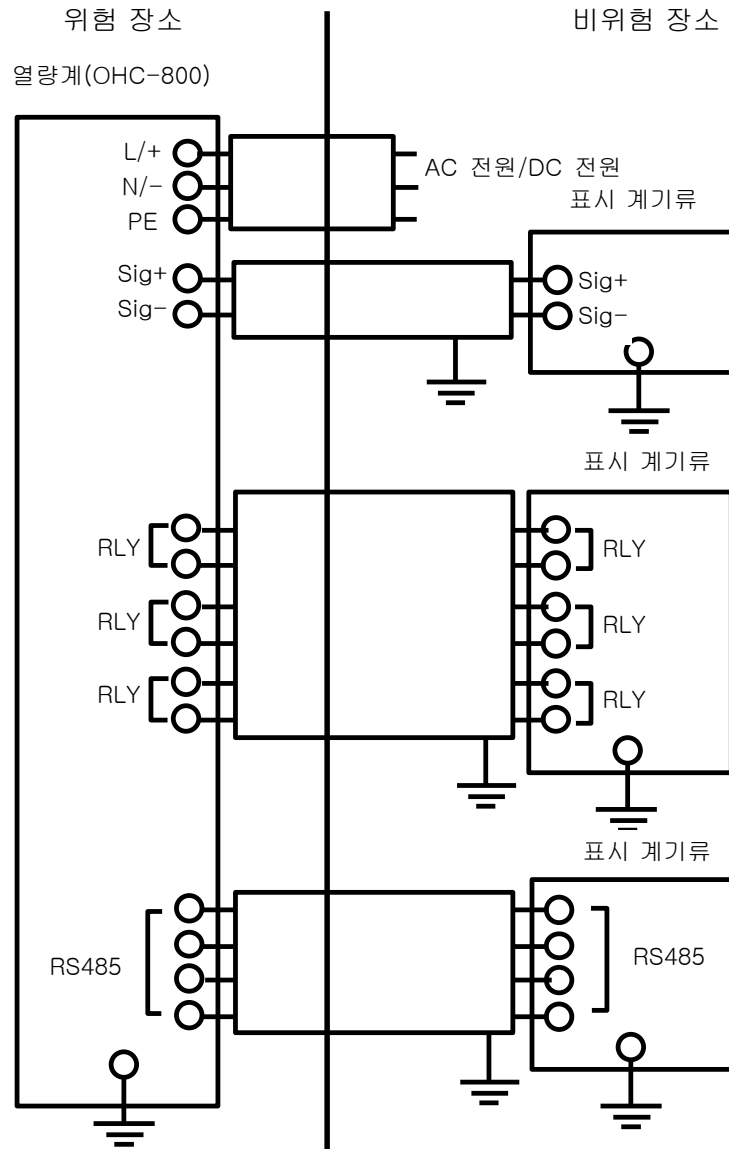 위험 장소
비위험 장소
열량계(OHC-800)
L/+
N/-
PE
AC 전원/DC 전원
표시 계기류
Sig+
Sig-
Sig+
Sig-
표시 계기류
RLY
RLY
RLY
RLY
RLY
RLY
표시 계기류
RS485
RS485